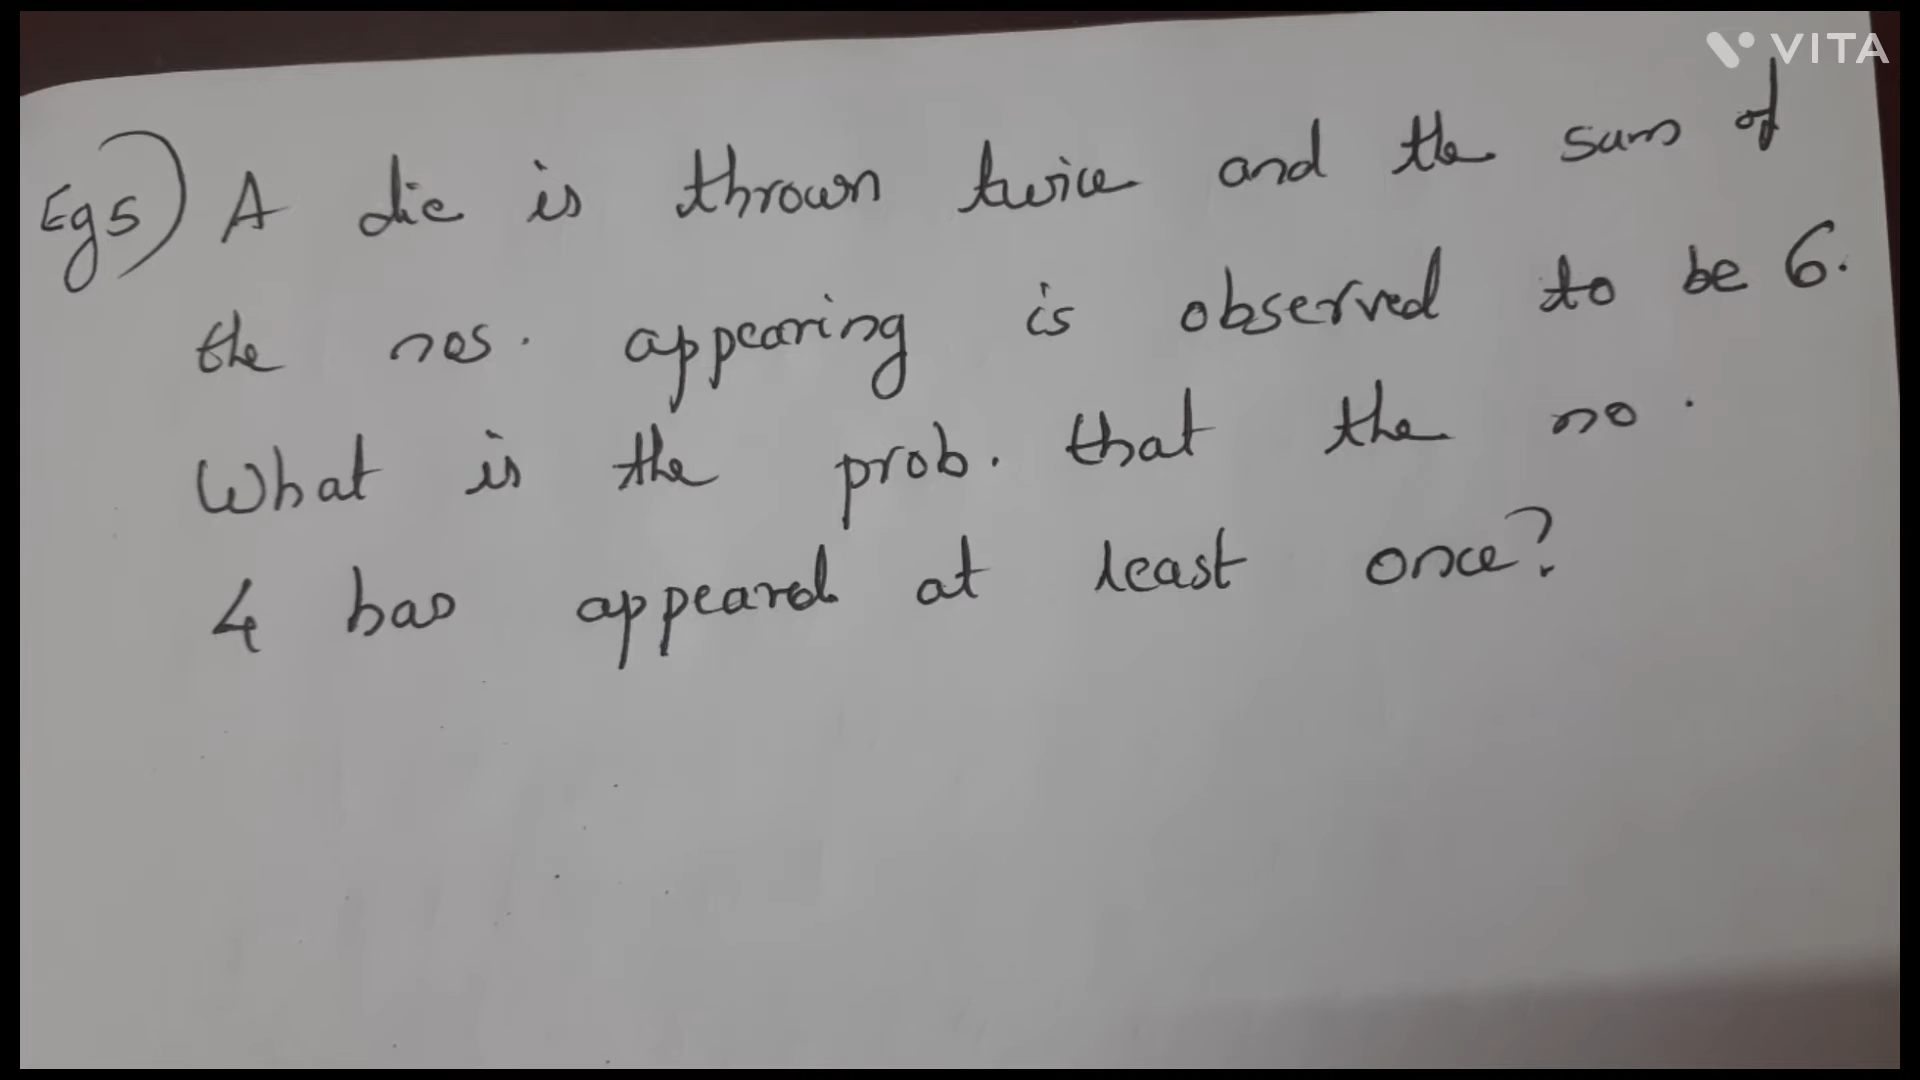 VITA
Eg5) A die is thrown twice and the sum of
the nos. appearing is observed to be 6.
What is the prob. that the no.
4 has appeared at least once?